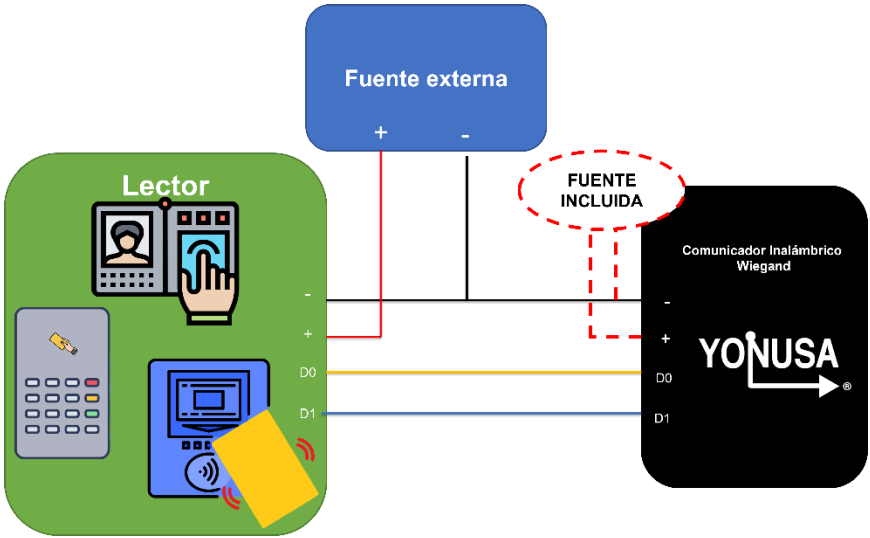 Fuente externa
+ -
FUENTE
INCLUIDA
Lector
-
+
D0
D1
Comunicador Inalámbrico
Wiegand
-
+
D0
D1
YONUSA®